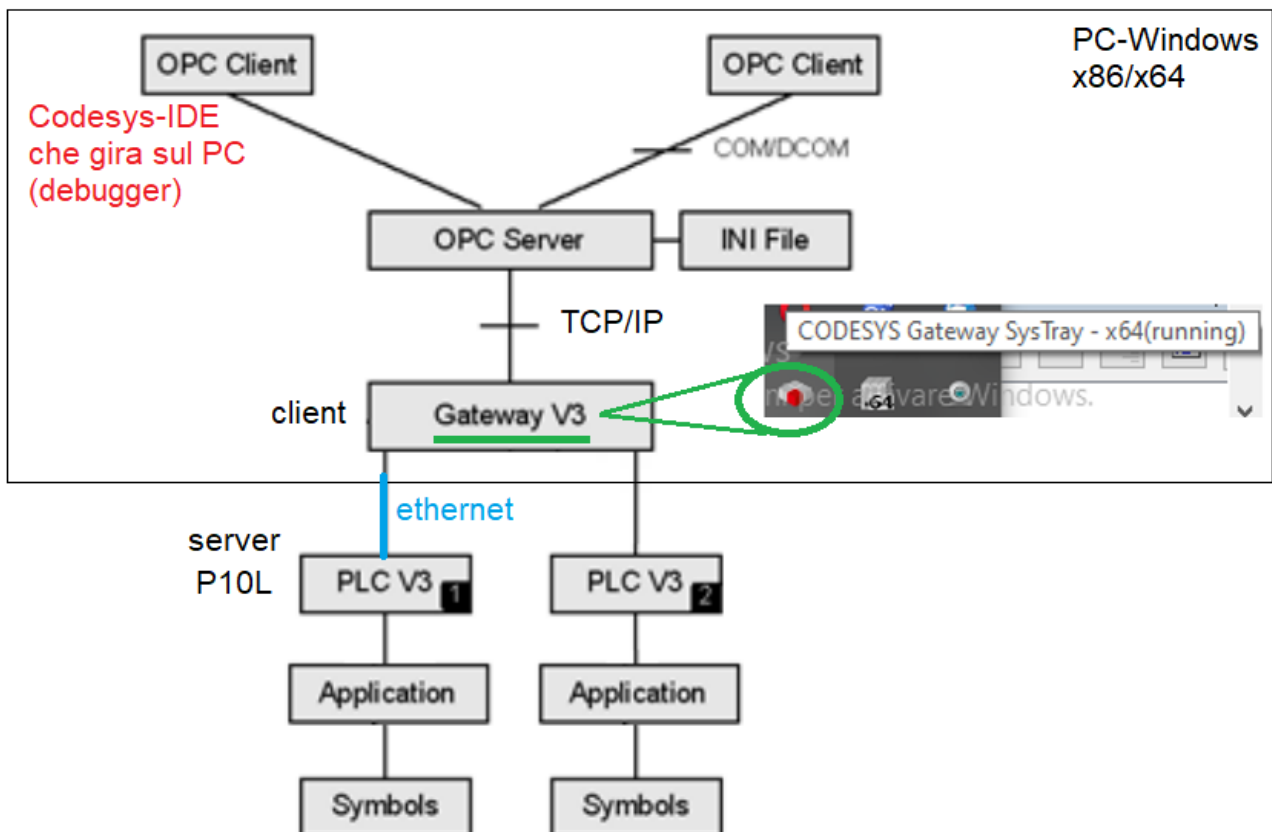 OPC Client
OPC Client
PC-Windows
x86/x64
Codesys-IDE
che gira sul PC
(debugger)
COM/DCOM
OPC Server
INI File
TCP/IP
CODESYS Gateway SysTray - x64(running)
client
Gateway V3
x64
per attivare Windows.
ethernet
server
P10L
PLC V3
1
PLC V3
2
Application
Application
Symbols
Symbols